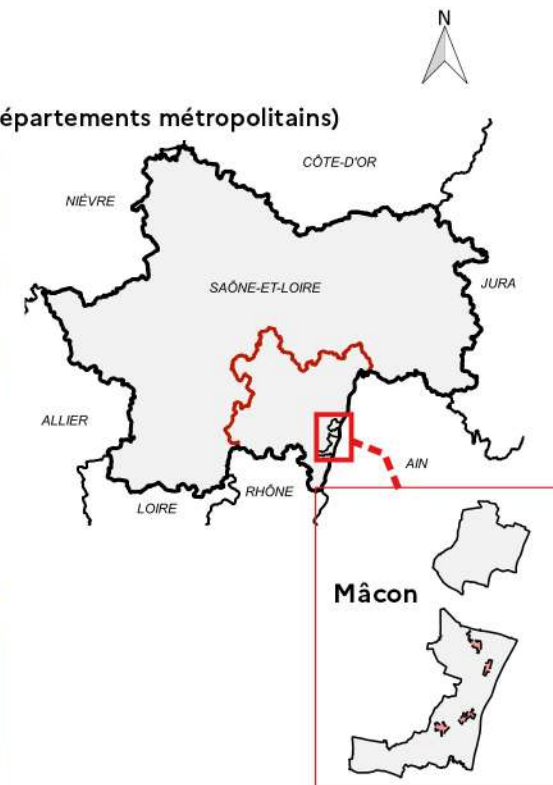 N
épartements métropolitains)
CÔTE-D'OR
NIÈVRE
SAÔNE-ET-LOIRE
JURA
ALLIER
AIN
RHÔNE
LOIRE
Mâcon